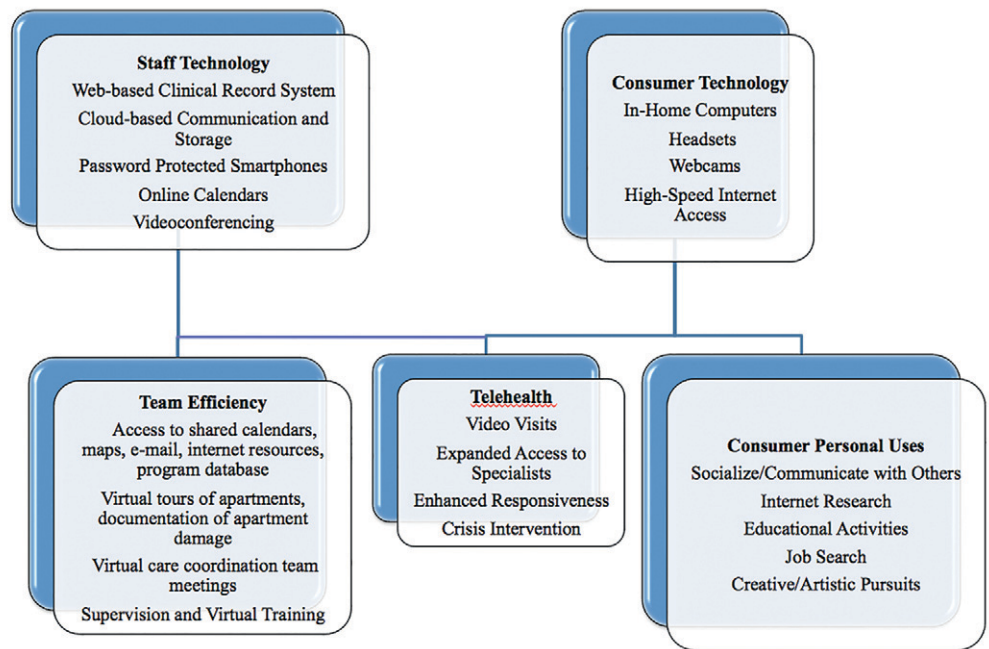 Staff Technology
Web-based Clinical Record System
Cloud-based Communication and
Storage
Password Protected Smartphones
Online Calendars
Videoconferencing
Consumer Technology
In-Home Computers
Headsets
Webcams
High-Speed Internet
Access
Team Efficiency
Access to shared calendars,
maps, e-mail, internet resources,
program database
Virtual tours of apartments,
documentation of apartment
damage
Virtual care coordination team
meetings
Supervision and Virtual Training
Telehealth
Video Visits
Expanded Access to
Specialists
Enhanced Responsiveness
Crisis Intervention
Consumer Personal Uses
Socialize/Communicate with Others
Internet Research
Educational Activities
Job Search
Creative/Artistic Pursuits